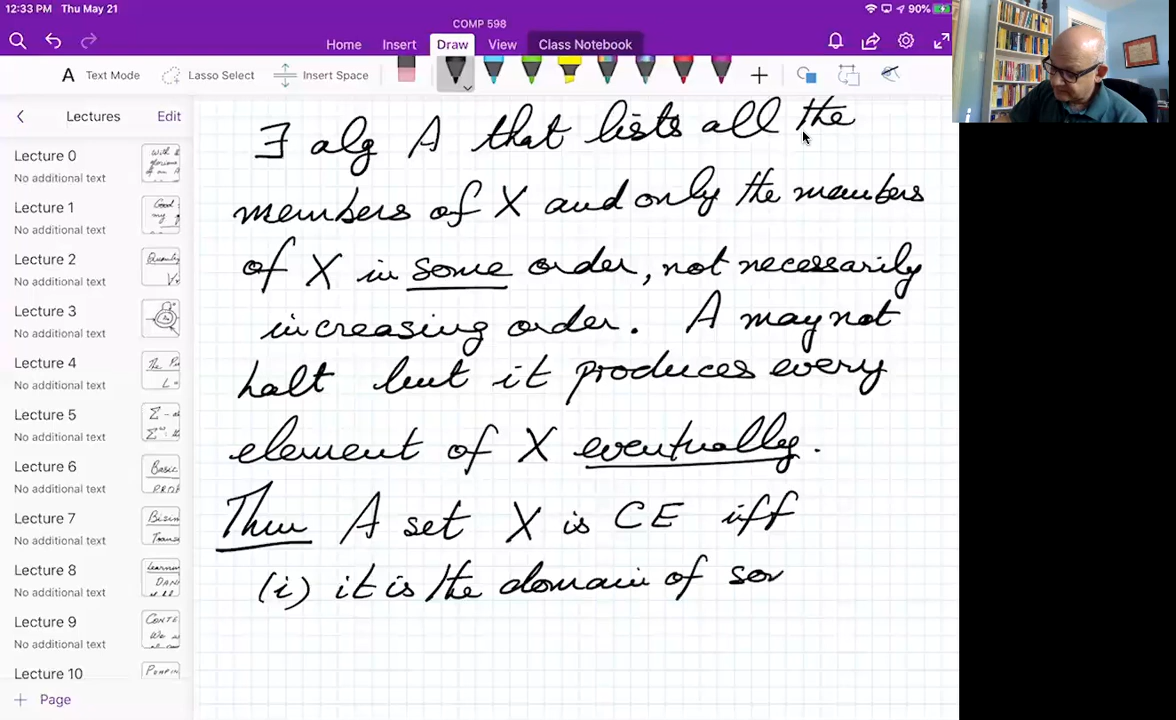 12:33 PM Thu May 21
90%
COMP 598
Home Insert Draw View Class Notebook
A Text Mode Lasso Select Insert Space
Lectures Edit
Lecture 0
No additional text
Lecture 1
No additional text
Lecture 2
No additional text
Lecture 3
No additional text
Lecture 4
No additional text
Lecture 5
No additional text
Lecture 6
No additional text
Lecture 7
No additional text
Lecture 8
No additional text
Lecture 9
No additional text
Lecture 10
No additional text
+ Page
∃ alg A that lists all the
members of X and only the members
of X in some order, not necessarily
increasing order. A may not
halt but it produces every
element of X eventually.
Thm A set X is CE iff
(i) it is the domain of som